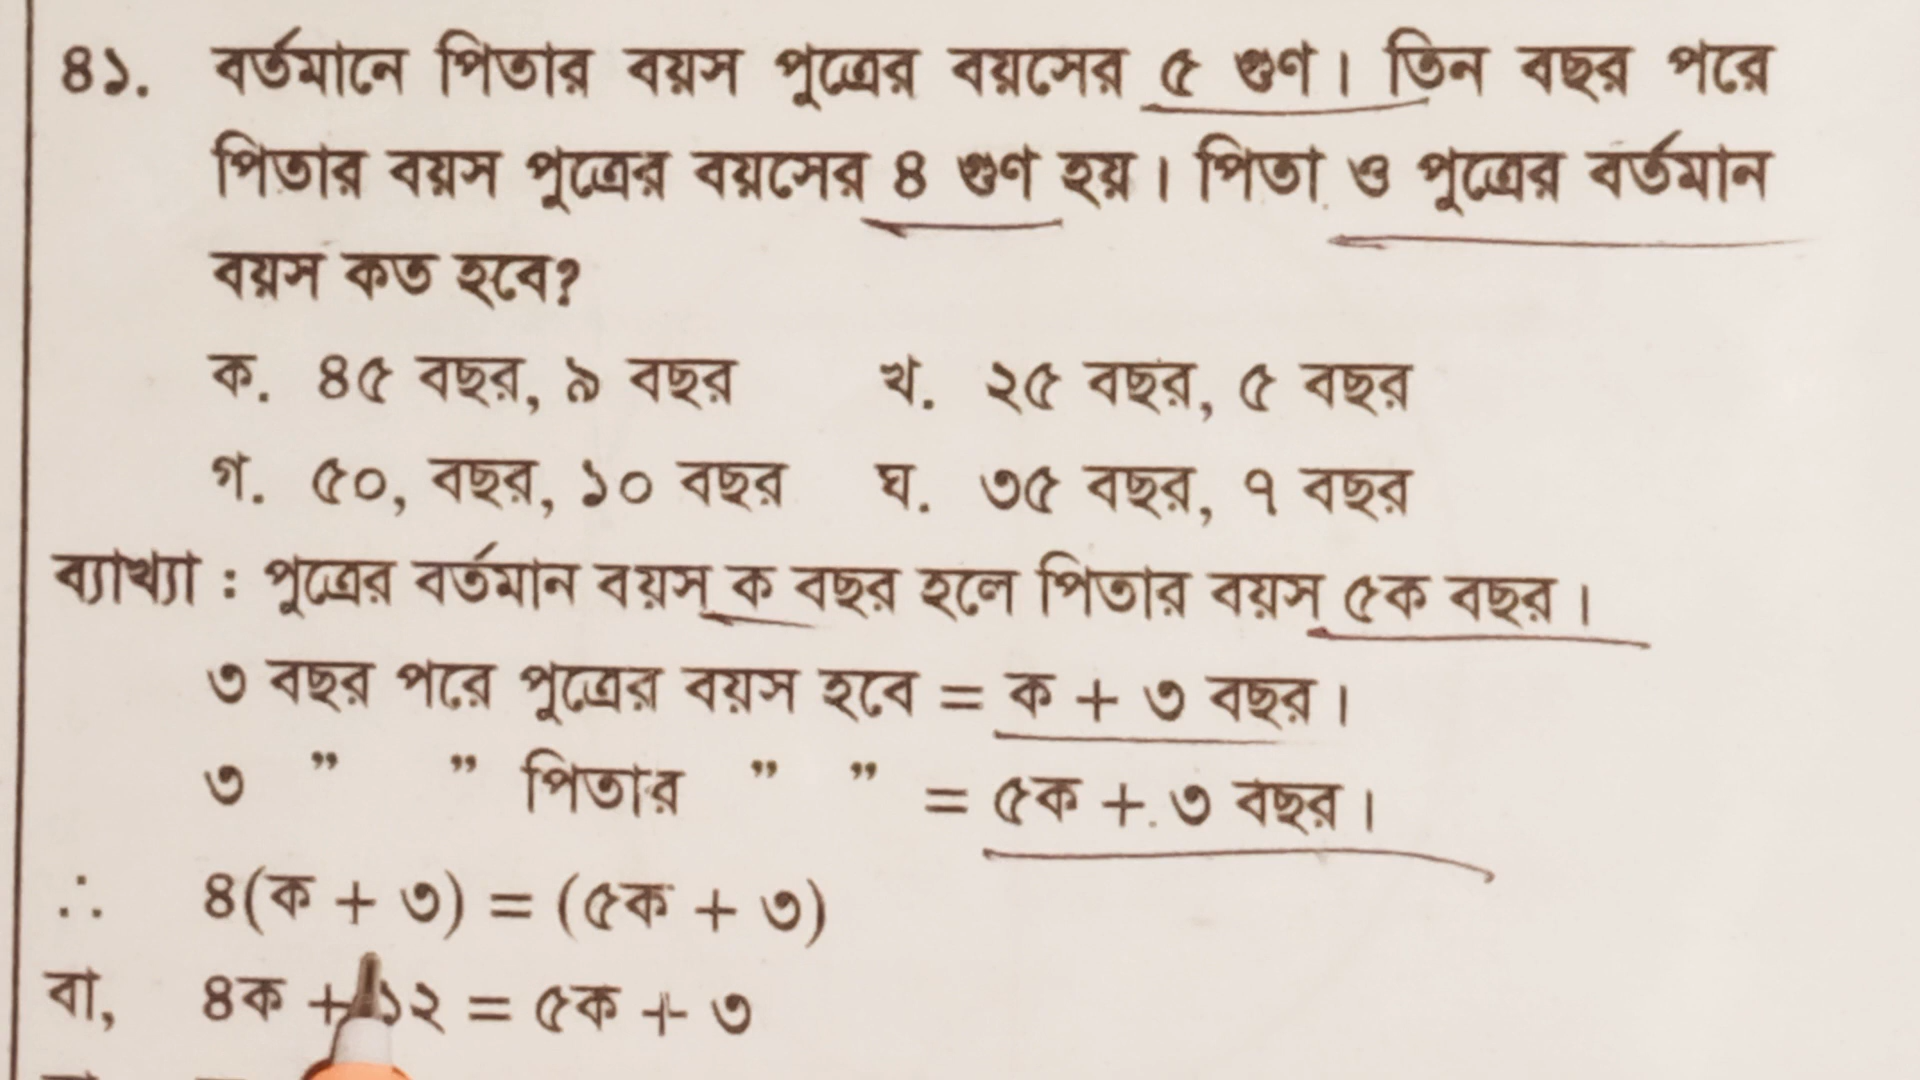 ৪১. বর্তমানে পিতার বয়স পুত্রের বয়সের ৫ গুণ। তিন বছর পরে
পিতার বয়স পুত্রের বয়সের ৪ গুণ হয়। পিতা ও পুত্রের বর্তমান
বয়স কত হবে?
ক. ৪৫ বছর, ৯ বছর খ. ২৫ বছর, ৫ বছর
গ. ৫০, বছর, ১০ বছর ঘ. ৩৫ বছর, ৭ বছর
ব্যাখ্যা : পুত্রের বর্তমান বয়স ক বছর হলে পিতার বয়স ৫ক বছর।
৩ বছর পরে পুত্রের বয়স হবে = ক + ৩ বছর।
৩ ” ” পিতার ” ” = ৫ক + ৩ বছর।
∴ ৪(ক + ৩) = (৫ক + ৩)
বা, ৪ক + ১২ = ৫ক + ৩